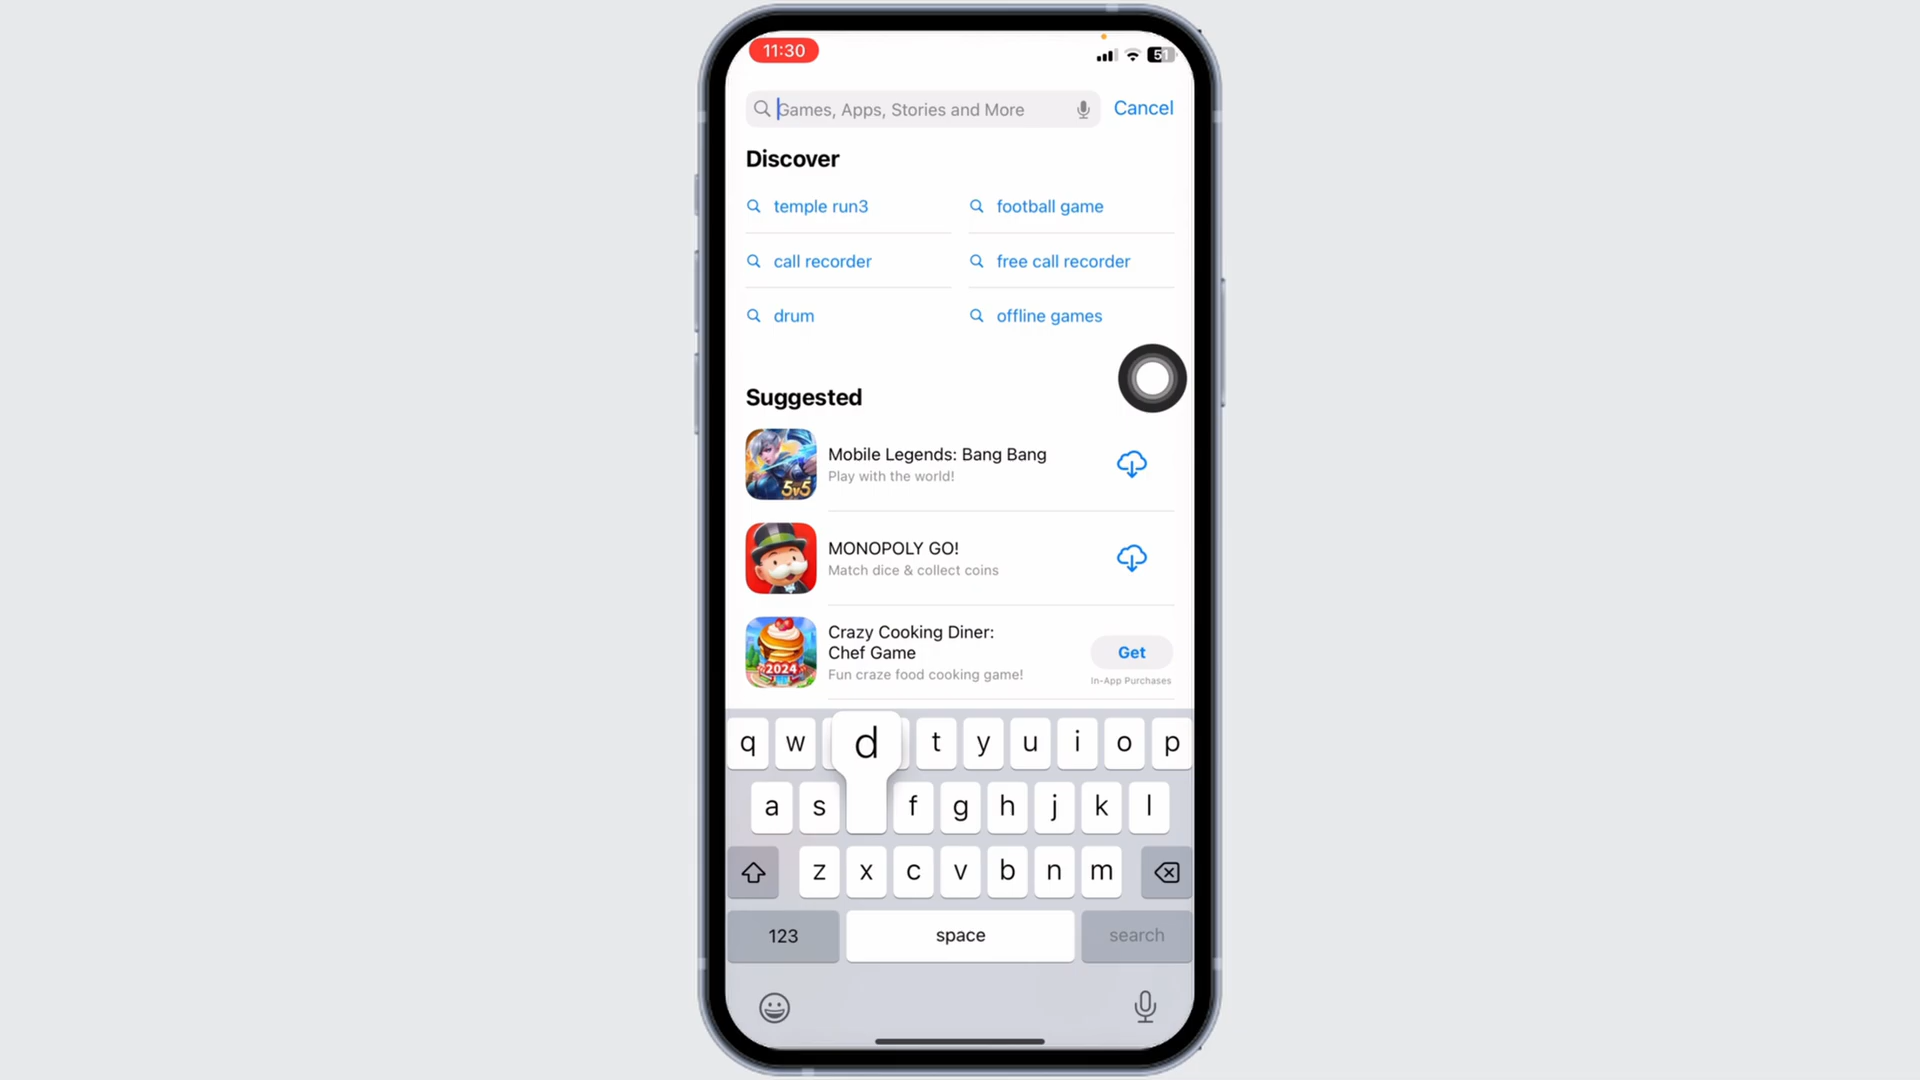 11:30
51
Games, Apps, Stories and More
Cancel
Discover
temple run3
football game
call recorder
free call recorder
drum
offline games
Suggested
5v5
Mobile Legends: Bang Bang
Play with the world!
MONOPOLY GO!
Match dice & collect coins
2024
Crazy Cooking Diner:
Chef Game
Fun craze food cooking game!
Get
In-App Purchases
q w d t y u i o p
a s f g h j k l
z x c v b n m
123 space search